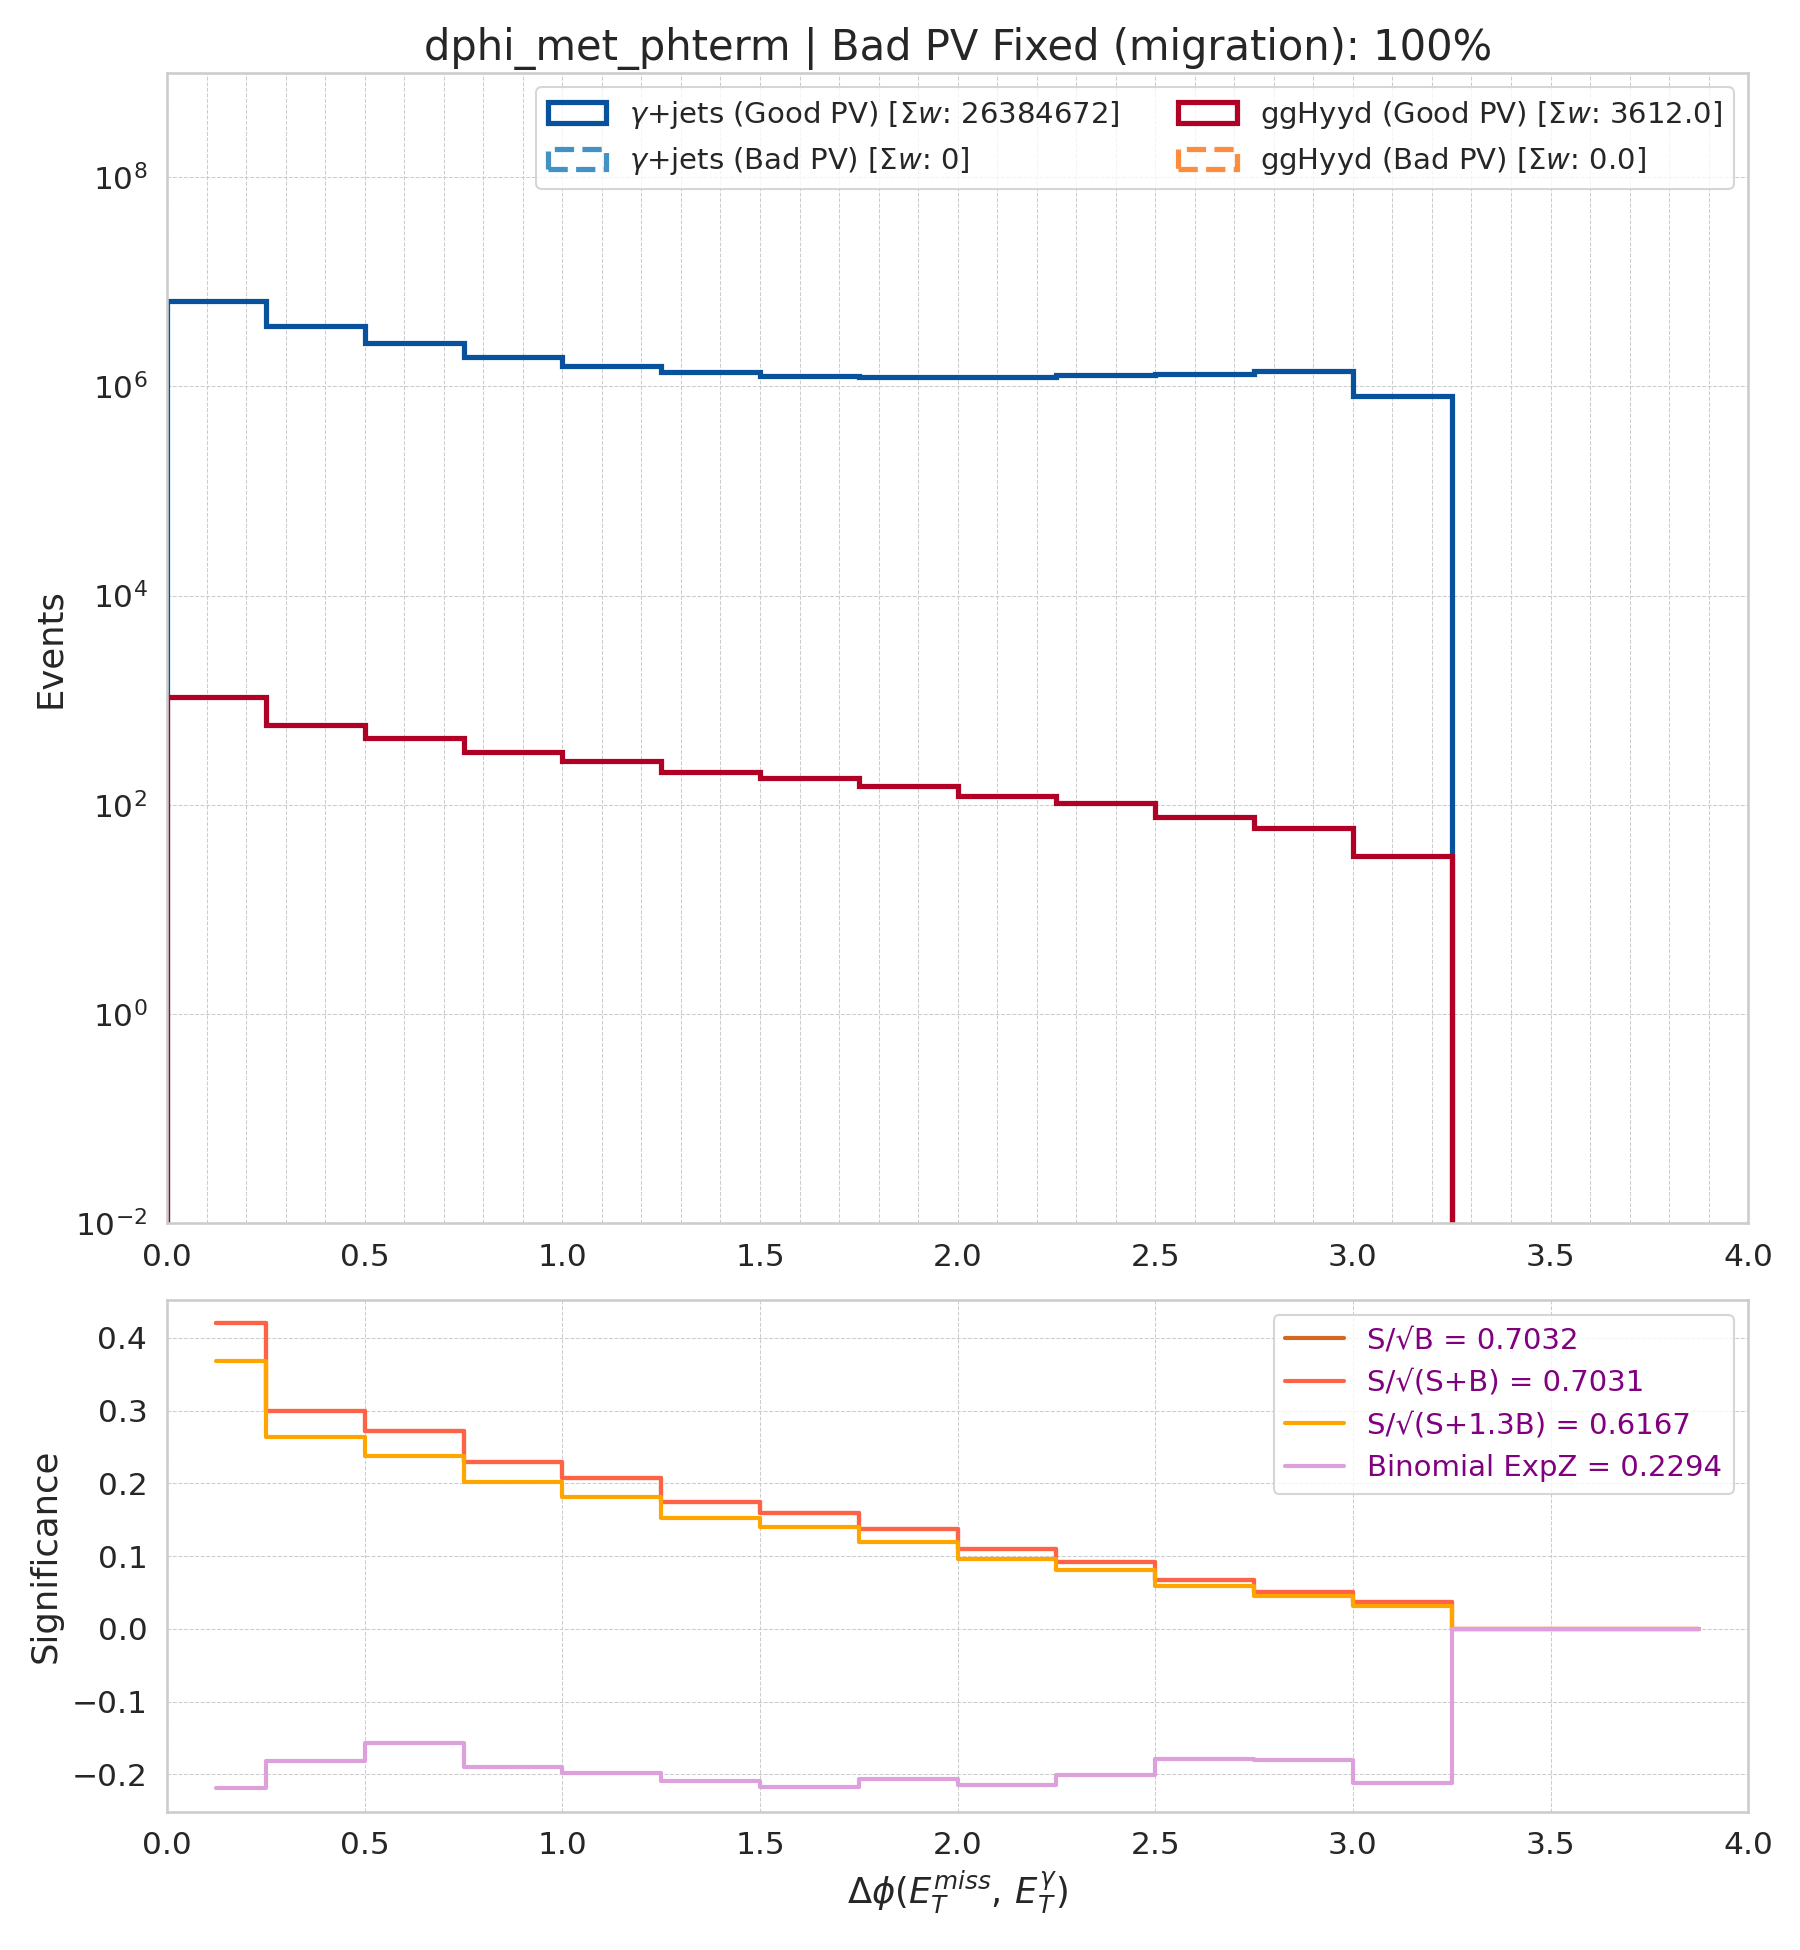 dphi_met_phterm | Bad PV Fixed (migration): 100%
γ+jets (Good PV) [Σw: 26384672]
γ+jets (Bad PV) [Σw: 0]
ggHyyd (Good PV) [Σw: 3612.0]
ggHyyd (Bad PV) [Σw: 0.0]
Events
10^8
10^6
10^4
10^2
10^0
10^−2
0.0 0.5 1.0 1.5 2.0 2.5 3.0 3.5 4.0
S/√B = 0.7032
S/√(S+B) = 0.7031
S/√(S+1.3B) = 0.6167
Binomial ExpZ = 0.2294
Significance
0.4
0.3
0.2
0.1
0.0
−0.1
−0.2
0.0 0.5 1.0 1.5 2.0 2.5 3.0 3.5 4.0
Δϕ(E_T^miss, E_T^γ)